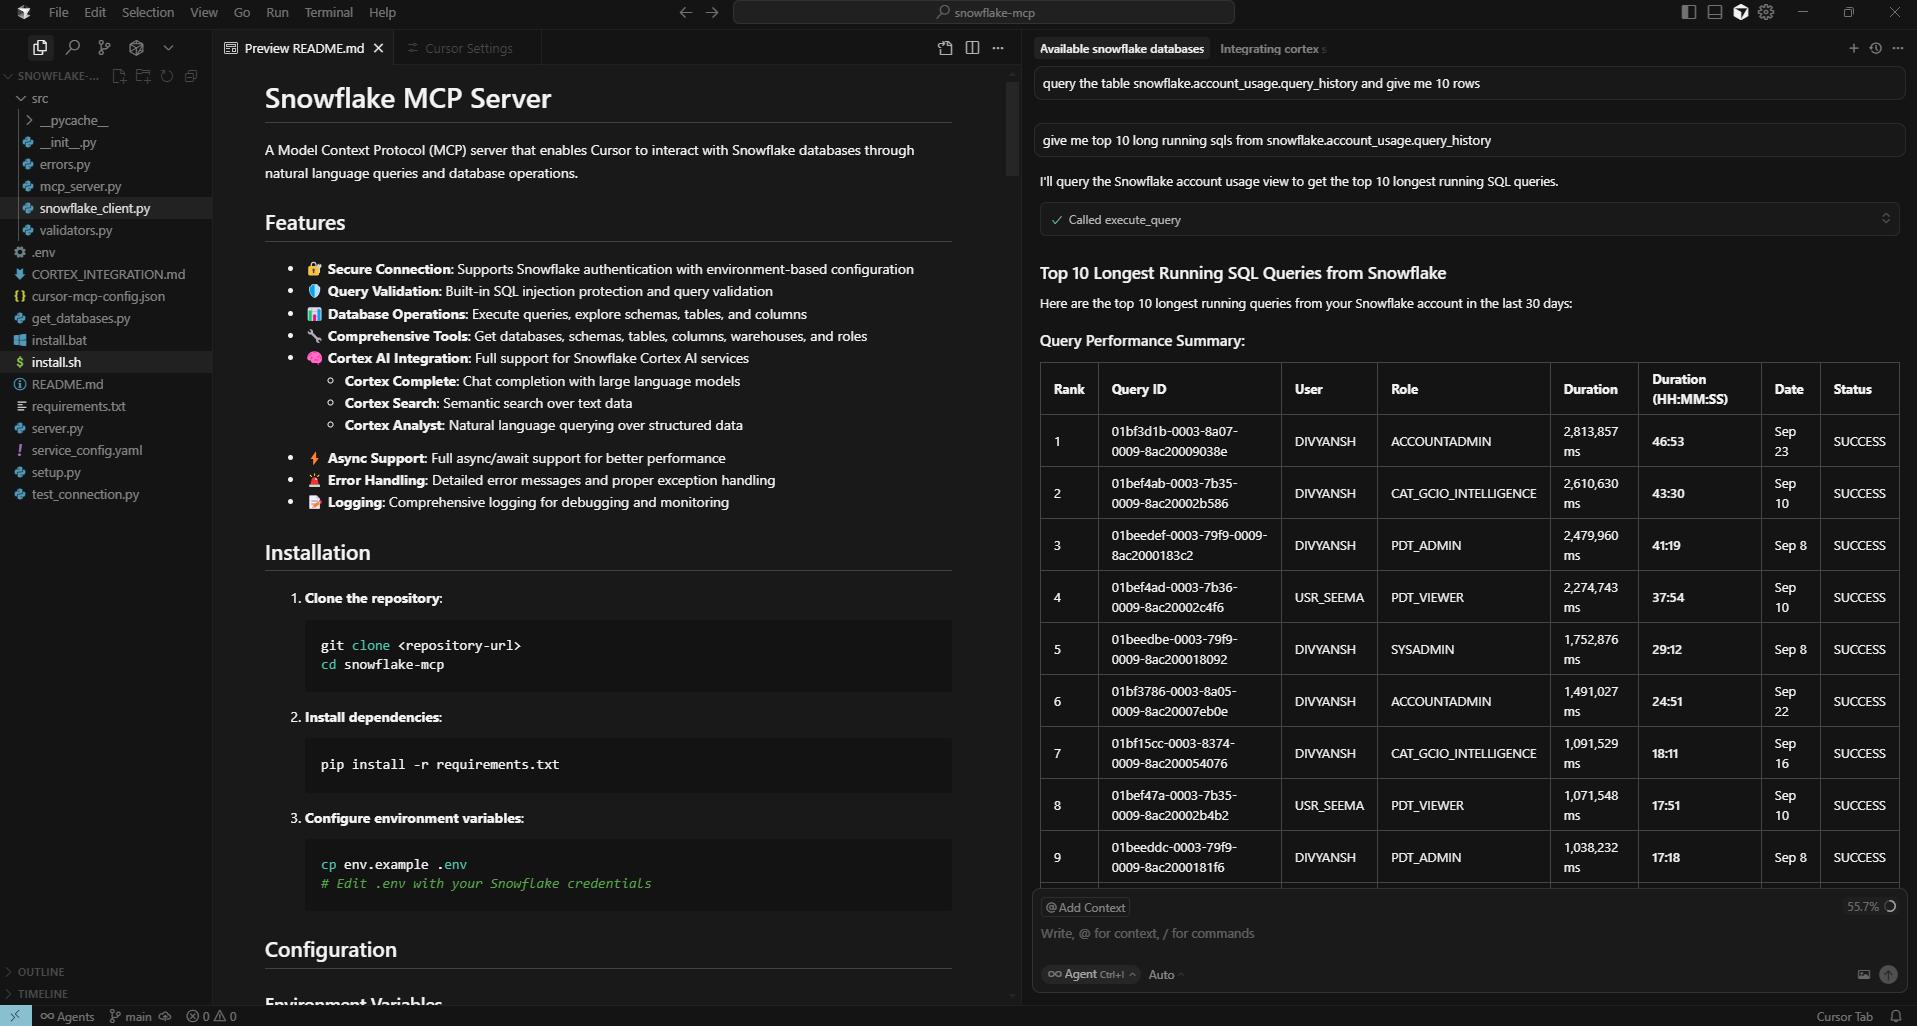 File Edit Selection View Go Run Terminal Help
snowflake-mcp
SNOWFLAKE-...
src
__pycache__
__init__.py
errors.py
mcp_server.py
snowflake_client.py
validators.py
.env
CORTEX_INTEGRATION.md
cursor-mcp-config.json
get_databases.py
install.bat
install.sh
README.md
requirements.txt
server.py
service_config.yaml
setup.py
test_connection.py
OUTLINE
TIMELINE
Preview README.md
Cursor Settings
Snowflake MCP Server
A Model Context Protocol (MCP) server that enables Cursor to interact with Snowflake databases through
natural language queries and database operations.
Features
Secure Connection: Supports Snowflake authentication with environment-based configuration
Query Validation: Built-in SQL injection protection and query validation
Database Operations: Execute queries, explore schemas, tables, and columns
Comprehensive Tools: Get databases, schemas, tables, columns, warehouses, and roles
Cortex AI Integration: Full support for Snowflake Cortex AI services
Cortex Complete: Chat completion with large language models
Cortex Search: Semantic search over text data
Cortex Analyst: Natural language querying over structured data
Async Support: Full async/await support for better performance
Error Handling: Detailed error messages and proper exception handling
Logging: Comprehensive logging for debugging and monitoring
Installation
1. Clone the repository:
git clone <repository-url>
cd snowflake-mcp
2. Install dependencies:
pip install -r requirements.txt
3. Configure environment variables:
cp env.example .env
# Edit .env with your Snowflake credentials
Configuration
Environment Variables
Available snowflake databases
Integrating cortex s
query the table snowflake.account_usage.query_history and give me 10 rows
give me top 10 long running sqls from snowflake.account_usage.query_history
I'll query the Snowflake account usage view to get the top 10 longest running SQL queries.
Called execute_query
Top 10 Longest Running SQL Queries from Snowflake
Here are the top 10 longest running queries from your Snowflake account in the last 30 days:
Query Performance Summary:
Rank Query ID User Role Duration Duration (HH:MM:SS) Date Status
1 01bf3d1b-0003-8a07-0009-8ac20009038e DIVYANSH ACCOUNTADMIN 2,813,857 ms 46:53 Sep 23 SUCCESS
2 01bef4ab-0003-7b35-0009-8ac20002b586 DIVYANSH CAT_GCIO_INTELLIGENCE 2,610,630 ms 43:30 Sep 10 SUCCESS
3 01beedef-0003-79f9-0009-8ac2000183c2 DIVYANSH PDT_ADMIN 2,479,960 ms 41:19 Sep 8 SUCCESS
4 01bef4ad-0003-7b36-0009-8ac20002c4f6 USR_SEEMA PDT_VIEWER 2,274,743 ms 37:54 Sep 10 SUCCESS
5 01beedbe-0003-79f9-0009-8ac200018092 DIVYANSH SYSADMIN 1,752,876 ms 29:12 Sep 8 SUCCESS
6 01bf3786-0003-8a05-0009-8ac20007eb0e DIVYANSH ACCOUNTADMIN 1,491,027 ms 24:51 Sep 22 SUCCESS
7 01bf15cc-0003-8374-0009-8ac200054076 DIVYANSH CAT_GCIO_INTELLIGENCE 1,091,529 ms 18:11 Sep 16 SUCCESS
8 01bef47a-0003-7b35-0009-8ac20002b4b2 USR_SEEMA PDT_VIEWER 1,071,548 ms 17:51 Sep 10 SUCCESS
9 01beeddc-0003-79f9-0009-8ac2000181f6 DIVYANSH PDT_ADMIN 1,038,232 ms 17:18 Sep 8 SUCCESS
@ Add Context
55.7%
Write, @ for context, / for commands
Agent Ctrl+I Auto
Agents main 0 0
Cursor Tab